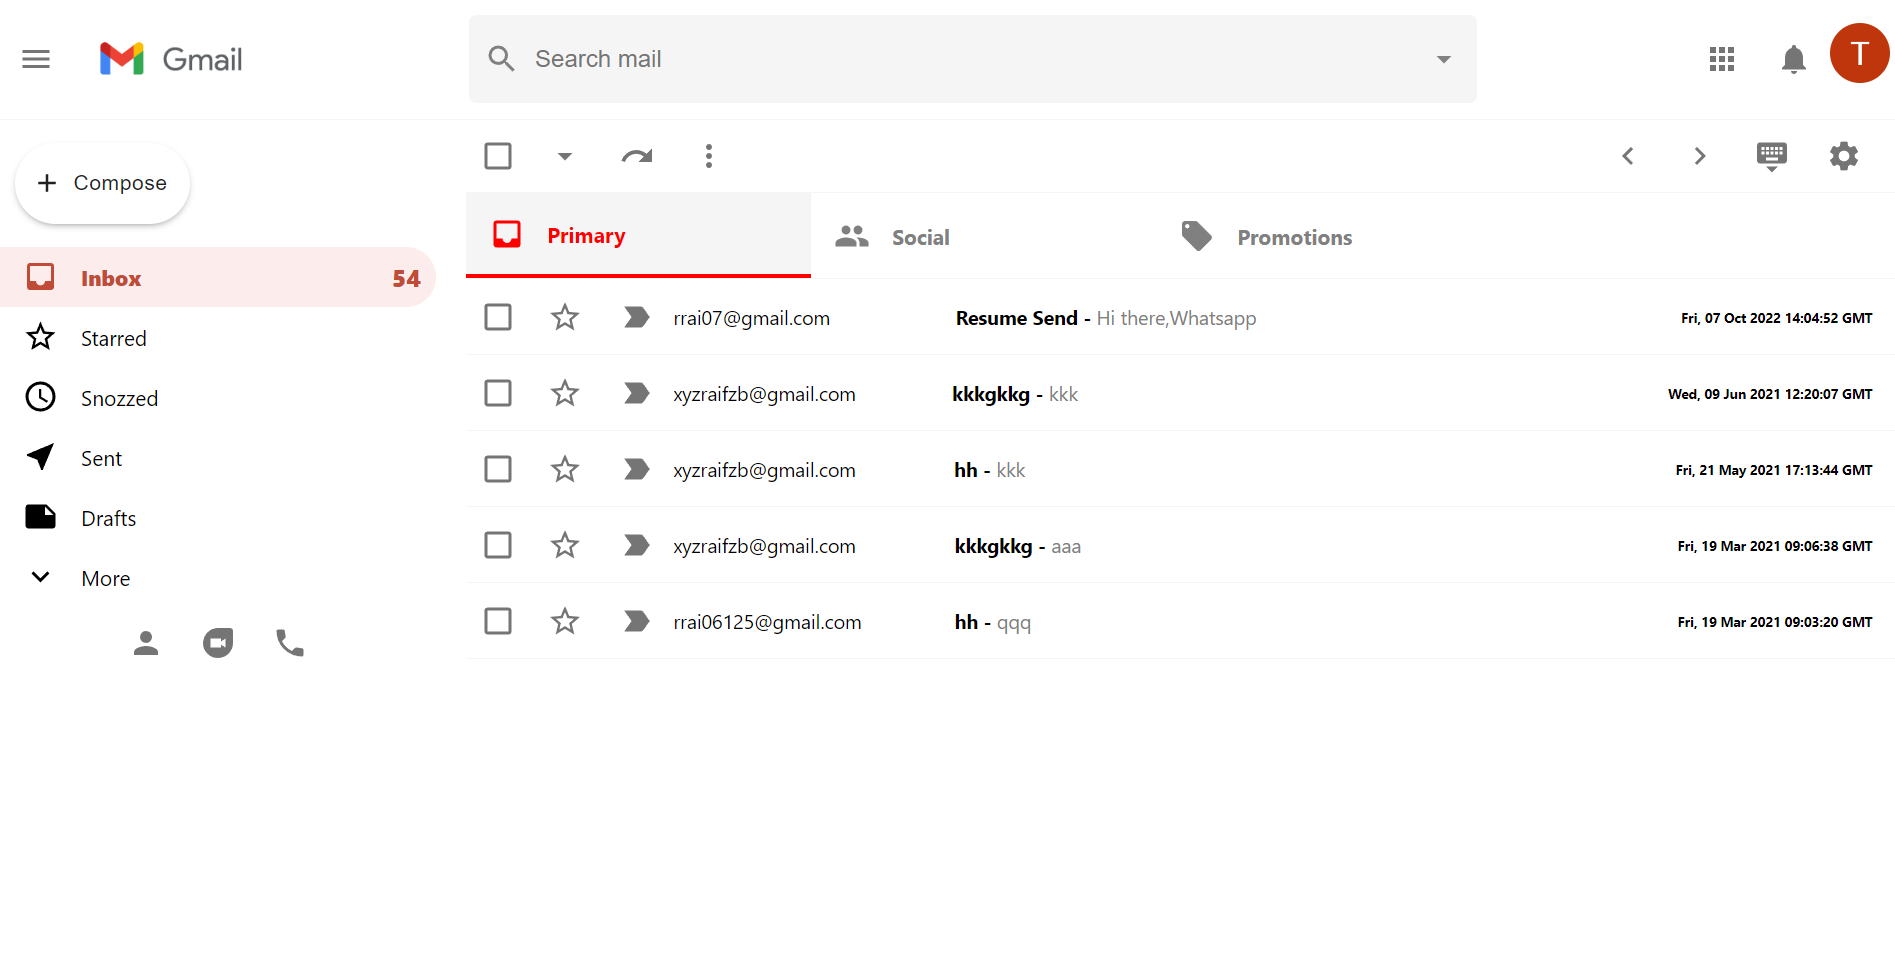 Gmail
Search mail
T
Compose
Inbox 54
Starred
Snozzed
Sent
Drafts
More
Primary Social Promotions
rrai07@gmail.com Resume Send - Hi there,Whatsapp Fri, 07 Oct 2022 14:04:52 GMT
xyzraifzb@gmail.com kkkgkkg - kkk Wed, 09 Jun 2021 12:20:07 GMT
xyzraifzb@gmail.com hh - kkk Fri, 21 May 2021 17:13:44 GMT
xyzraifzb@gmail.com kkkgkkg - aaa Fri, 19 Mar 2021 09:06:38 GMT
rrai06125@gmail.com hh - qqq Fri, 19 Mar 2021 09:03:20 GMT